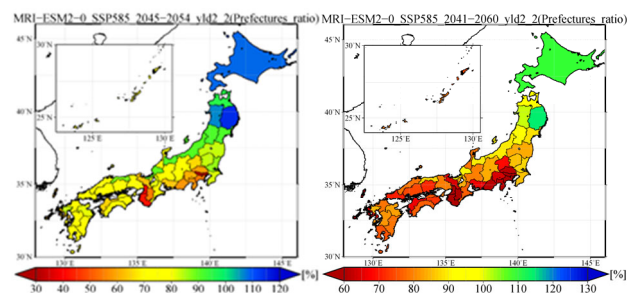 MRI-ESM2-0_SSP585_2045-2054_yld2_2(Prefectures_ratio)
45°N
30°N
25°N
125°E
130°E
40°N
35°N
30°N
130°E
135°E
140°E
145°E
30 40 50 60 70 80 90 100 110 120 [%]
MRI-ESM2-0_SSP585_2041-2060_yld2_2(Prefectures_ratio)
45°N
30°N
25°N
125°E
130°E
40°N
35°N
30°N
130°E
135°E
140°E
145°E
60 70 80 90 100 110 120 130 [%]